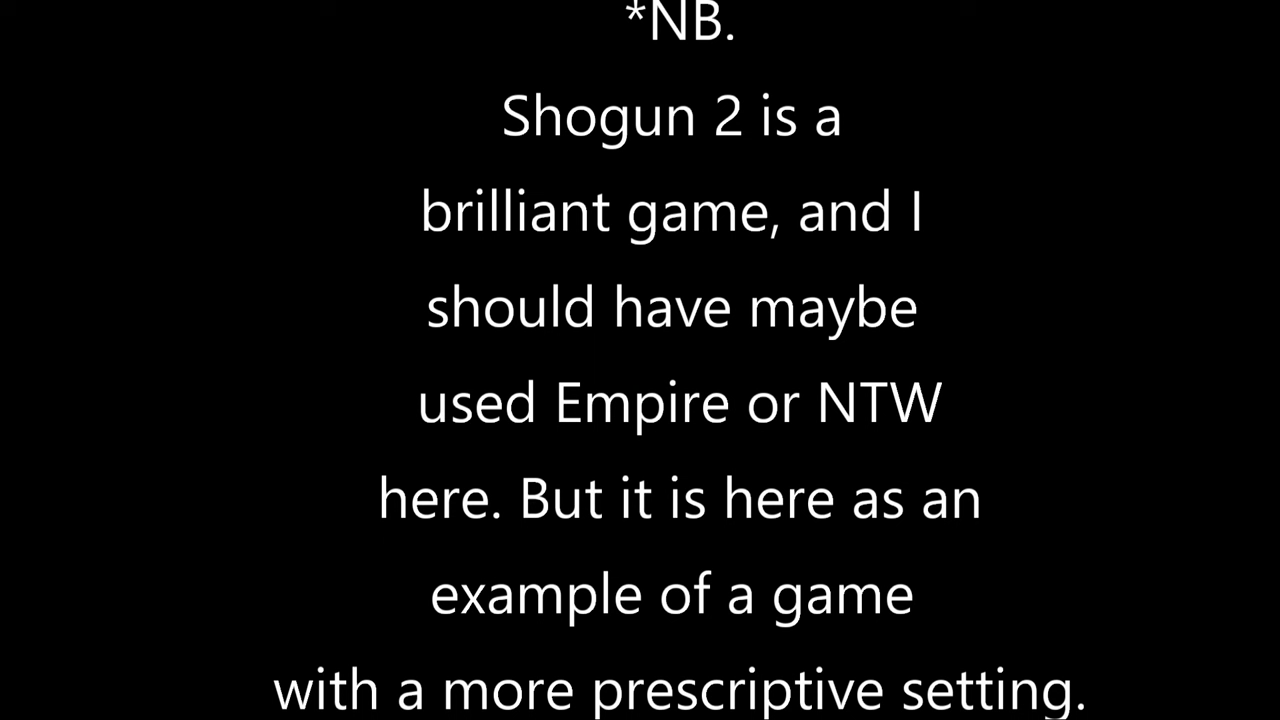 *NB.
Shogun 2 is a
brilliant game, and I
should have maybe
used Empire or NTW
here. But it is here as an
example of a game
with a more prescriptive setting.